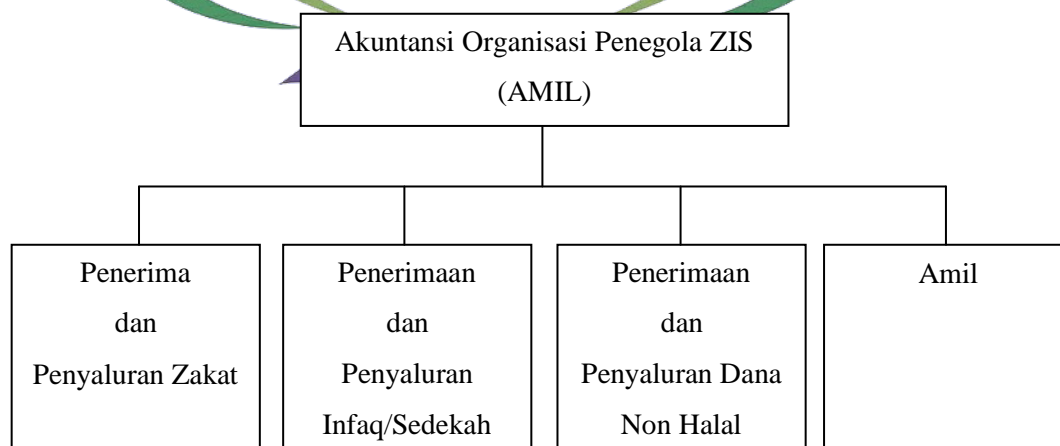 Akuntansi Organisasi Penegola ZIS
(AMIL)
Penerima
dan
Penyaluran Zakat
Penerimaan
dan
Penyaluran
Infaq/Sedekah
Penerimaan
dan
Penyaluran Dana
Non Halal
Amil